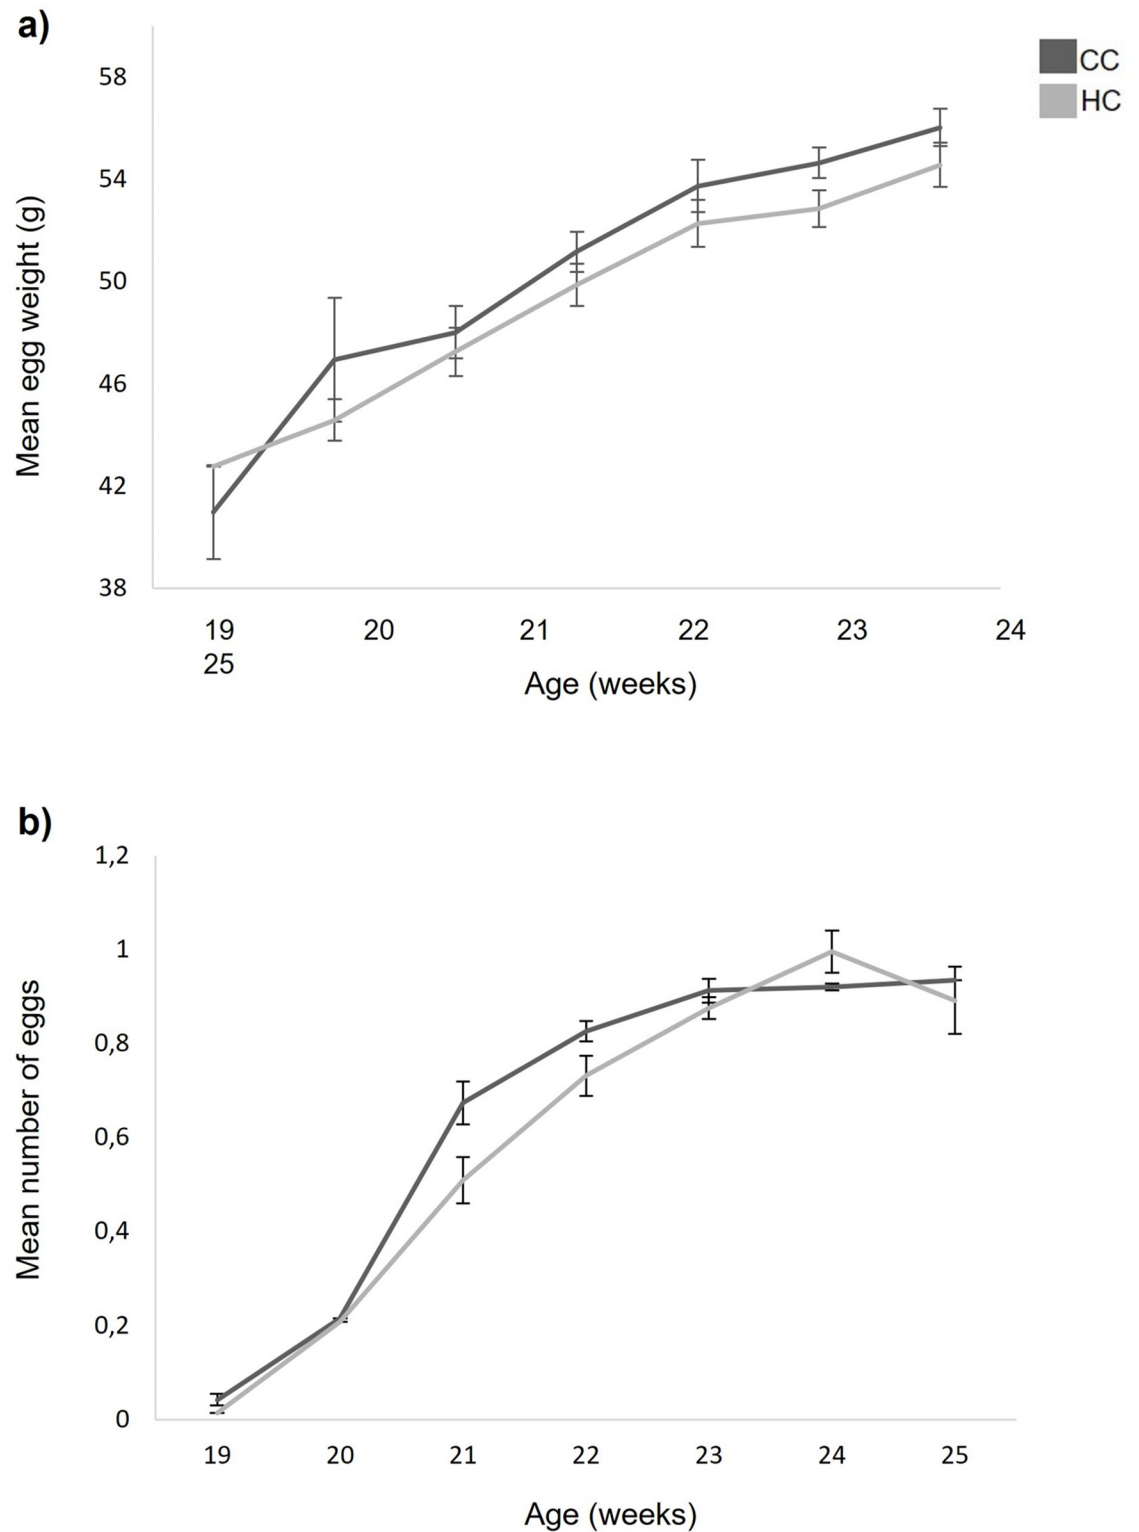 a)
CC
HC
58
54
50
46
42
38
Mean egg weight (g)
19 20 21 22 23 24
25
Age (weeks)
b)
1,2
1
0,8
0,6
0,4
0,2
0
Mean number of eggs
19 20 21 22 23 24 25
Age (weeks)